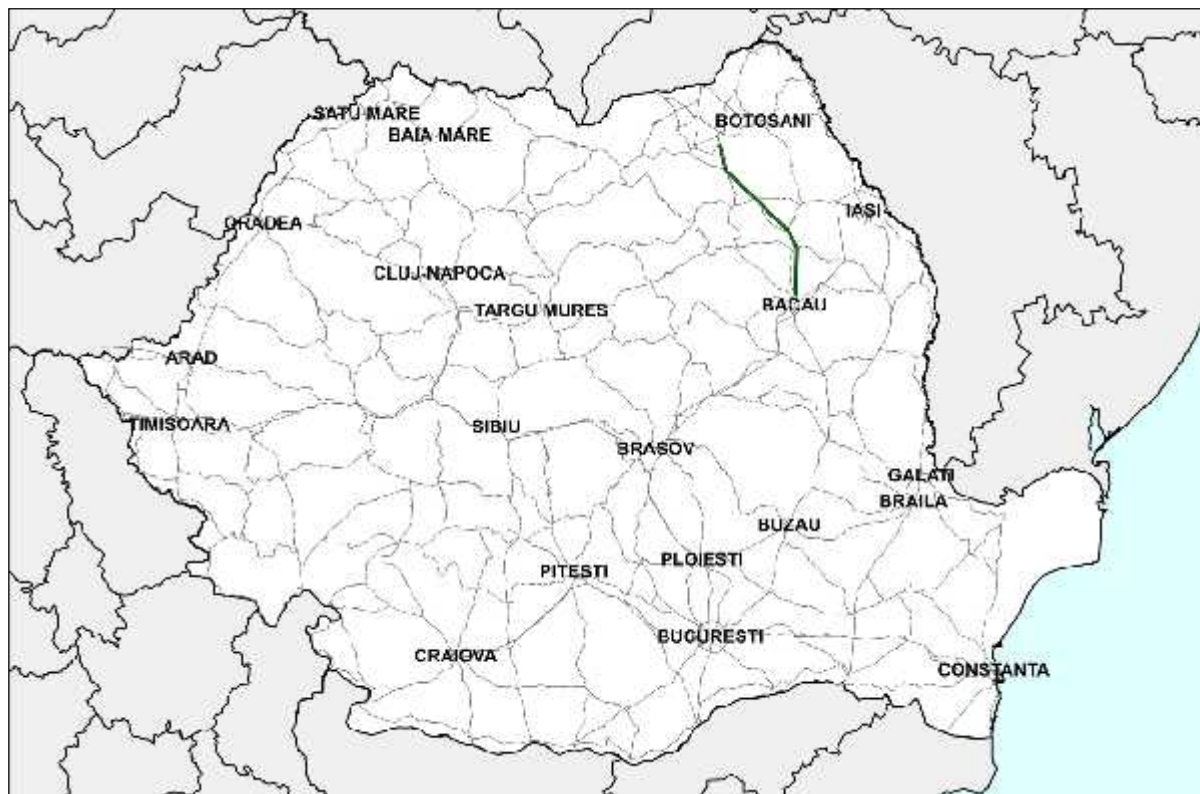 SATU MARE
BOTOSANI
BAIA MARE
IASI
ORADEA
CLUJ-NAPOCA
TARGU MURES
BACAU
ARAD
TIMISOARA
SIBIU
BRASOV
GALATI
BRAILA
BUZAU
PLOIESTI
PITESTI
BUCURESTI
CRAIOVA
CONSTANTA